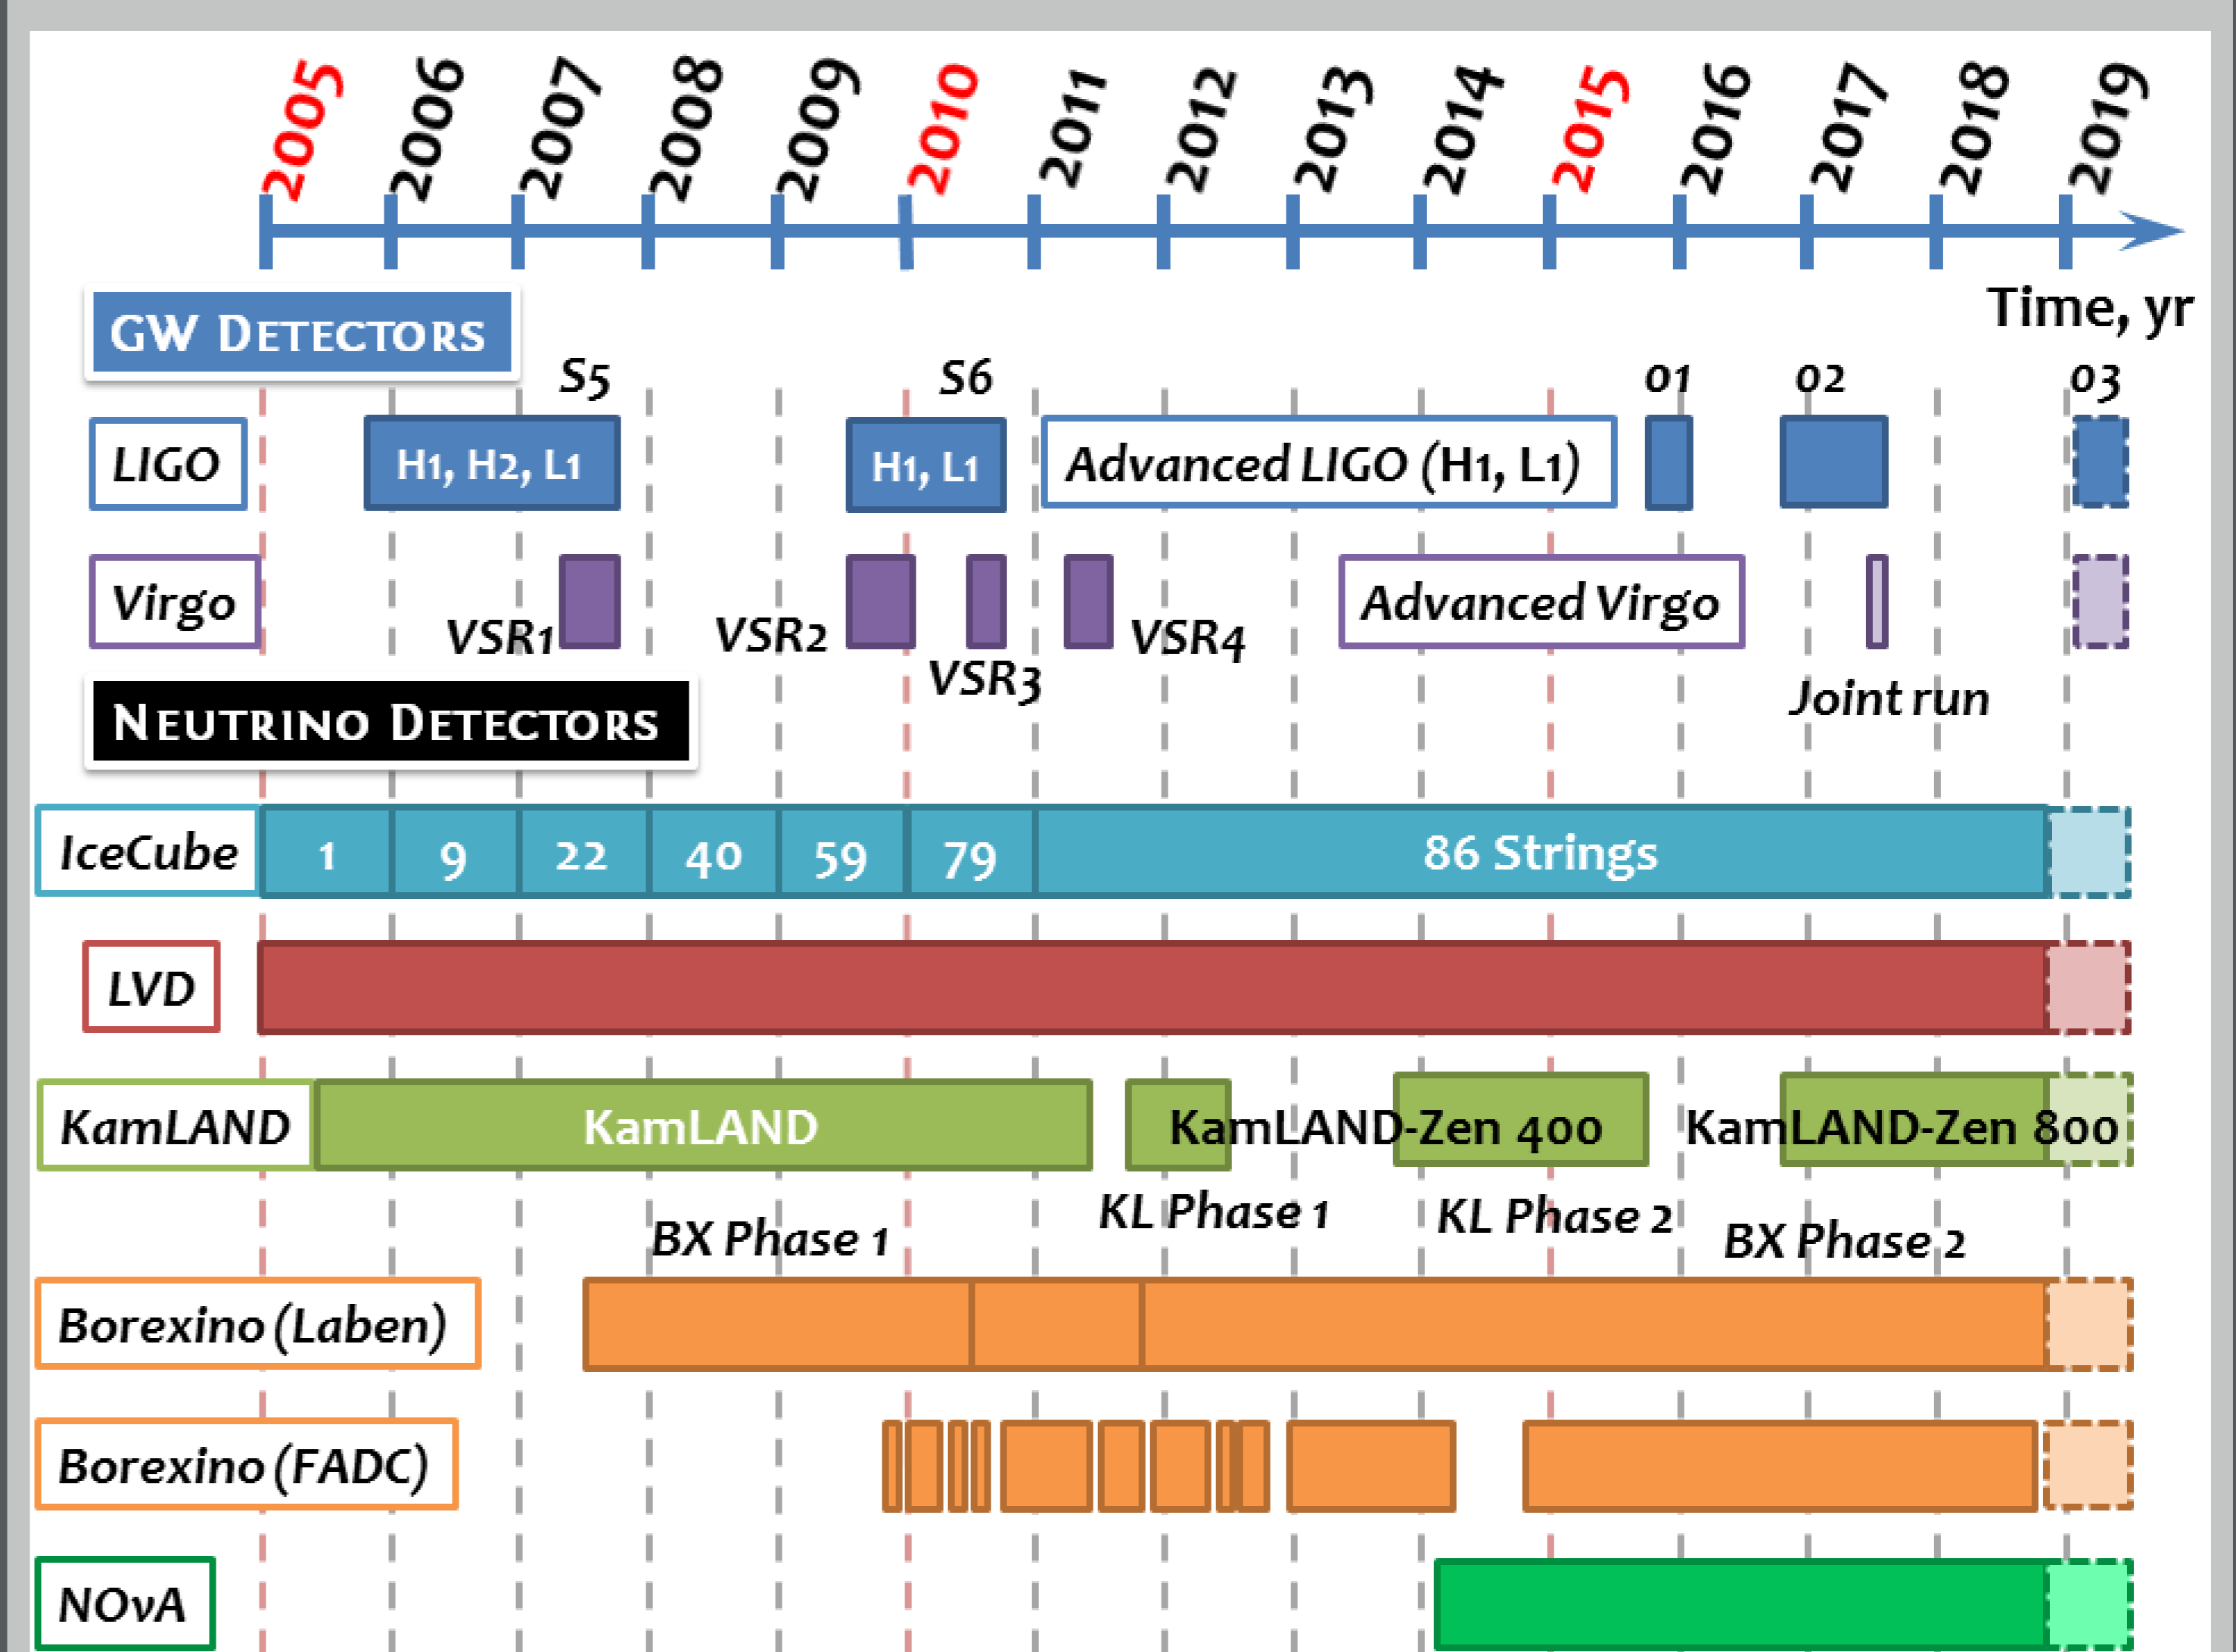 2005 2006 2007 2008 2009 2010 2011 2012 2013 2014 2015 2016 2017 2018 2019
Time, yr
GW DETECTORS
S5 S6 01 02 03
LIGO H1, H2, L1 H1, L1 Advanced LIGO (H1, L1)
Virgo Advanced Virgo
VSR1 VSR2 VSR4
VSR3
Joint run
NEUTRINO DETECTORS
IceCube 1 9 22 40 59 79 86 Strings
LVD
KamLAND KamLAND KamLAND-Zen 400 KamLAND-Zen 800
KL Phase 1 KL Phase 2
BX Phase 1 BX Phase 2
Borexino (Laben)
Borexino (FADC)
NOνA